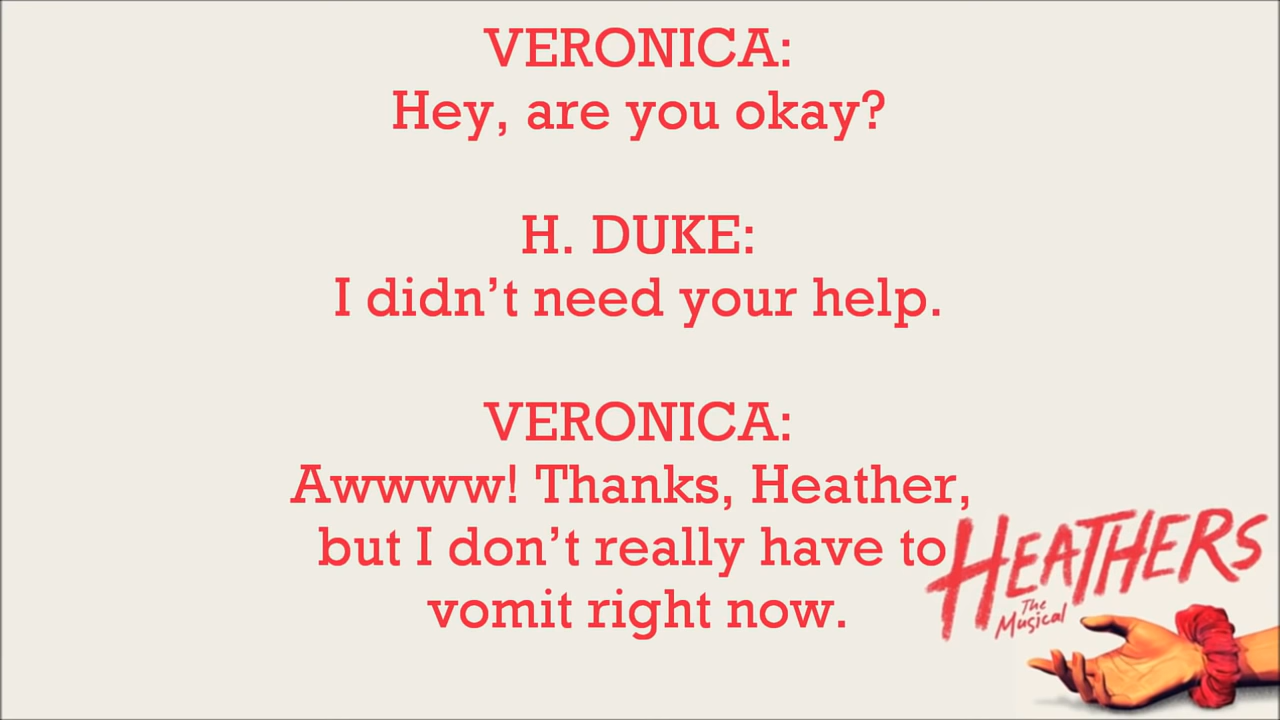 VERONICA:
Hey, are you okay?
H. DUKE:
I didn’t need your help.
VERONICA:
Awwww! Thanks, Heather,
but I don’t really have to
vomit right now.
HEATHERS
The
Musical